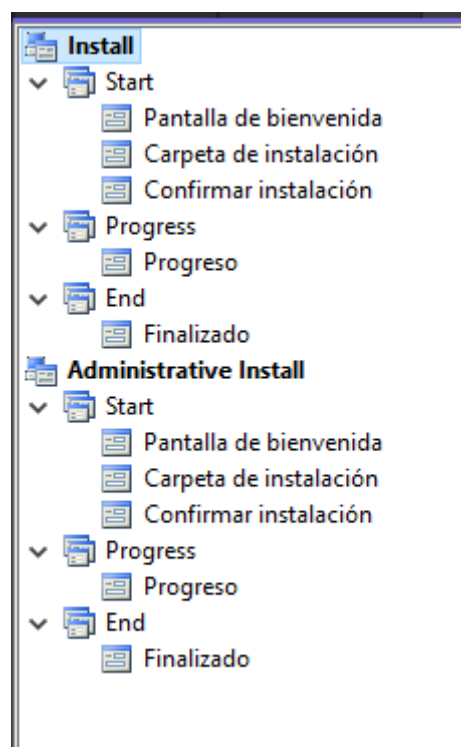 Install
Start
Pantalla de bienvenida
Carpeta de instalación
Confirmar instalación
Progress
Progreso
End
Finalizado
Administrative Install
Start
Pantalla de bienvenida
Carpeta de instalación
Confirmar instalación
Progress
Progreso
End
Finalizado